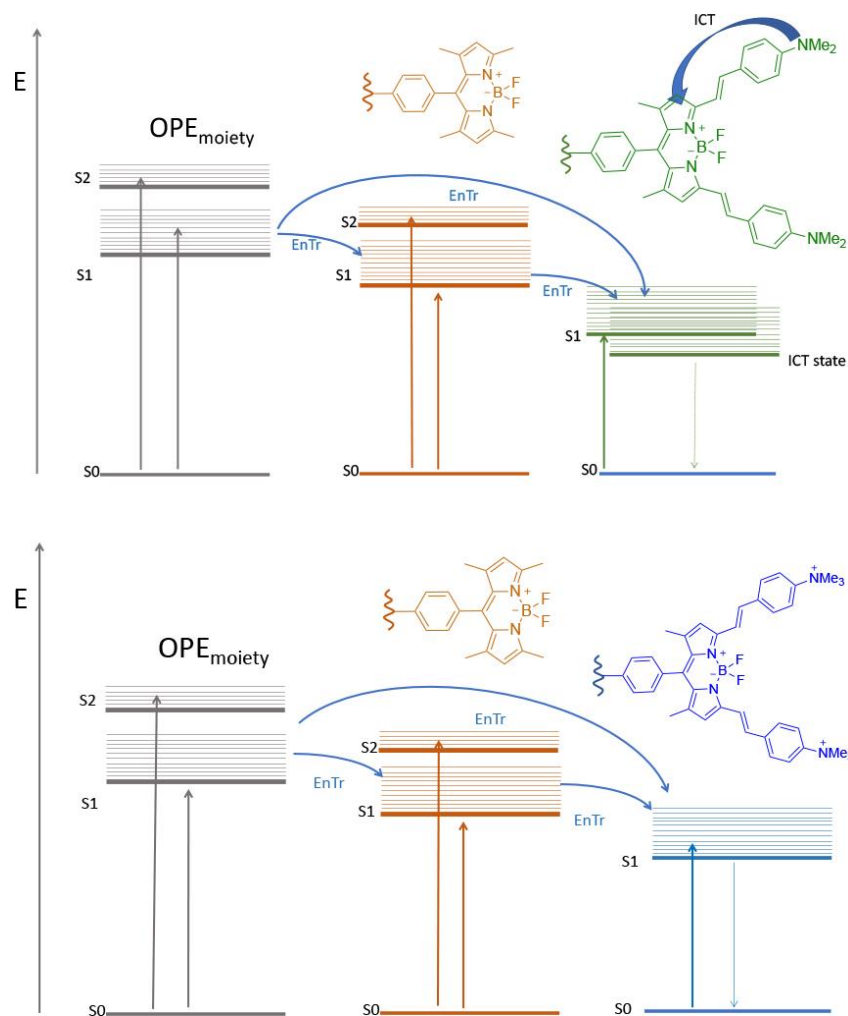 ICT
NMe2
E
N
+
F
-
B
F
N
OPEmoiety
N
+
F
-
B
F
N
S2
EnTr
S2
NMe2
EnTr
S1
S1
EnTr
S1
ICT state
S0
S0
S0
E
N
+
F
-
B
F
N
+
NMe3
OPEmoiety
N
+
F
-
B
F
N
S2
EnTr
S2
+
NMe
EnTr
S1
S1
EnTr
S1
S0
S0
S0